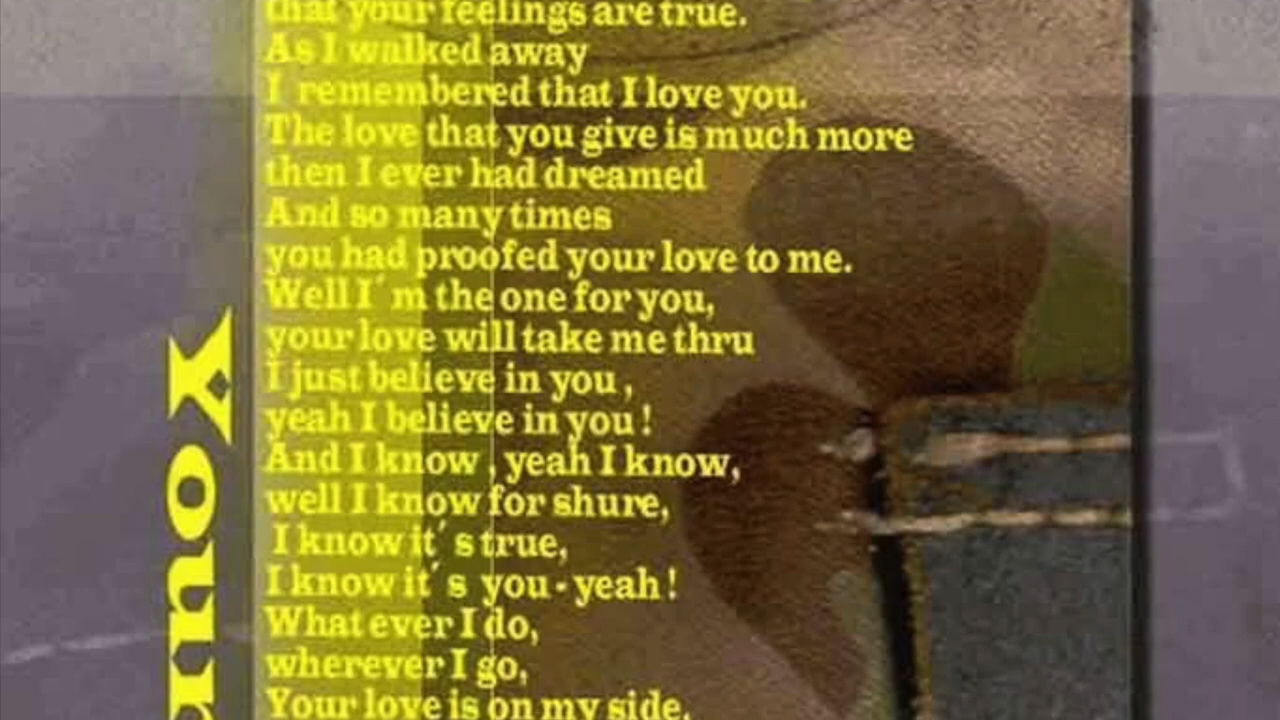 that your feelings are true.
As I walked away
I remembered that I love you.
The love that you give is much more
then I ever had dreamed
And so many times
you had proofed your love to me.
Well I´m the one for you,
your love will take me thru
I just believe in you,
yeah I believe in you!
And I know, yeah I know,
well I know for shure,
I know it´s true,
I know it´s you - yeah!
What ever I do,
wherever I go,
Your love is on my side.
You